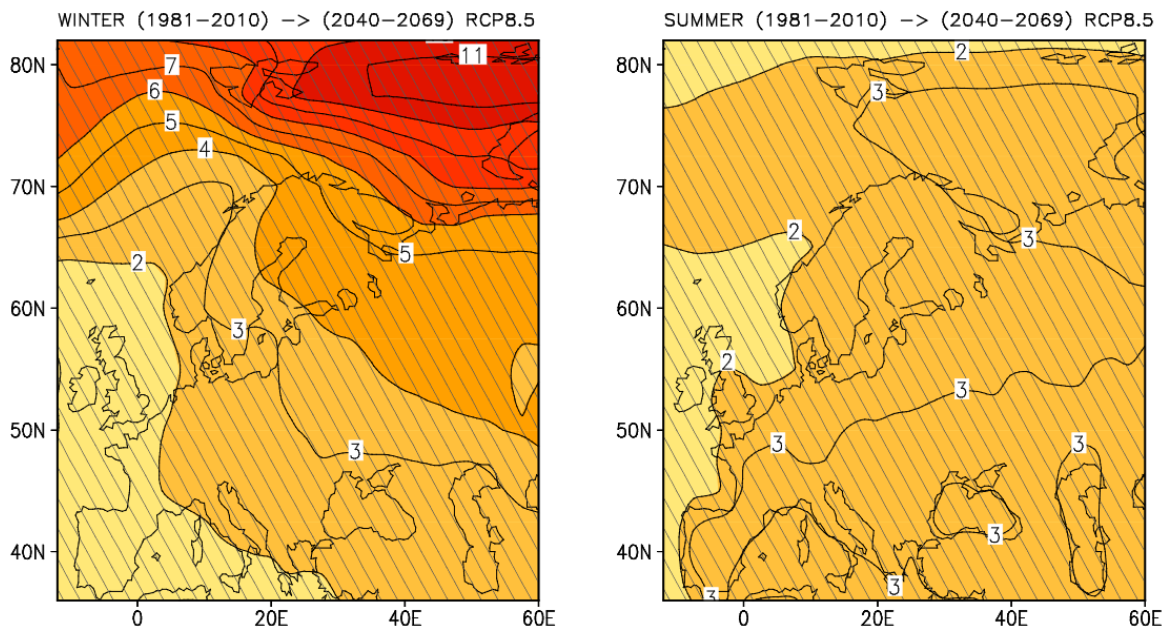 WINTER (1981−2010) −> (2040−2069) RCP8.5
SUMMER (1981−2010) −> (2040−2069) RCP8.5
80N
70N
60N
50N
40N
0
20E
40E
60E
11
7
6
5
4
5
2
3
3
80N
70N
60N
50N
40N
0
20E
40E
60E
2
3
2
3
2
3
3
3
3
3
3